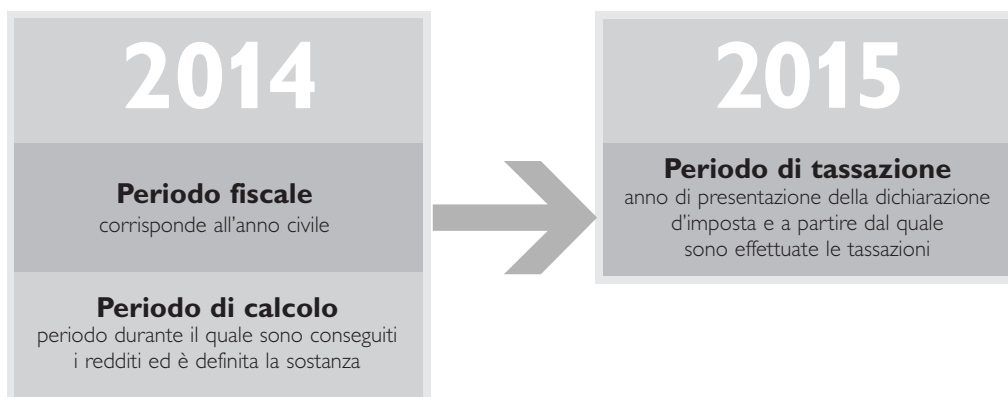 2014
Periodo fiscale
corrisponde all'anno civile
Periodo di calcolo
periodo durante il quale sono conseguiti
i redditi ed è definita la sostanza
2015
Periodo di tassazione
anno di presentazione della dichiarazione
d'imposta e a partire dal quale
sono effettuate le tassazioni